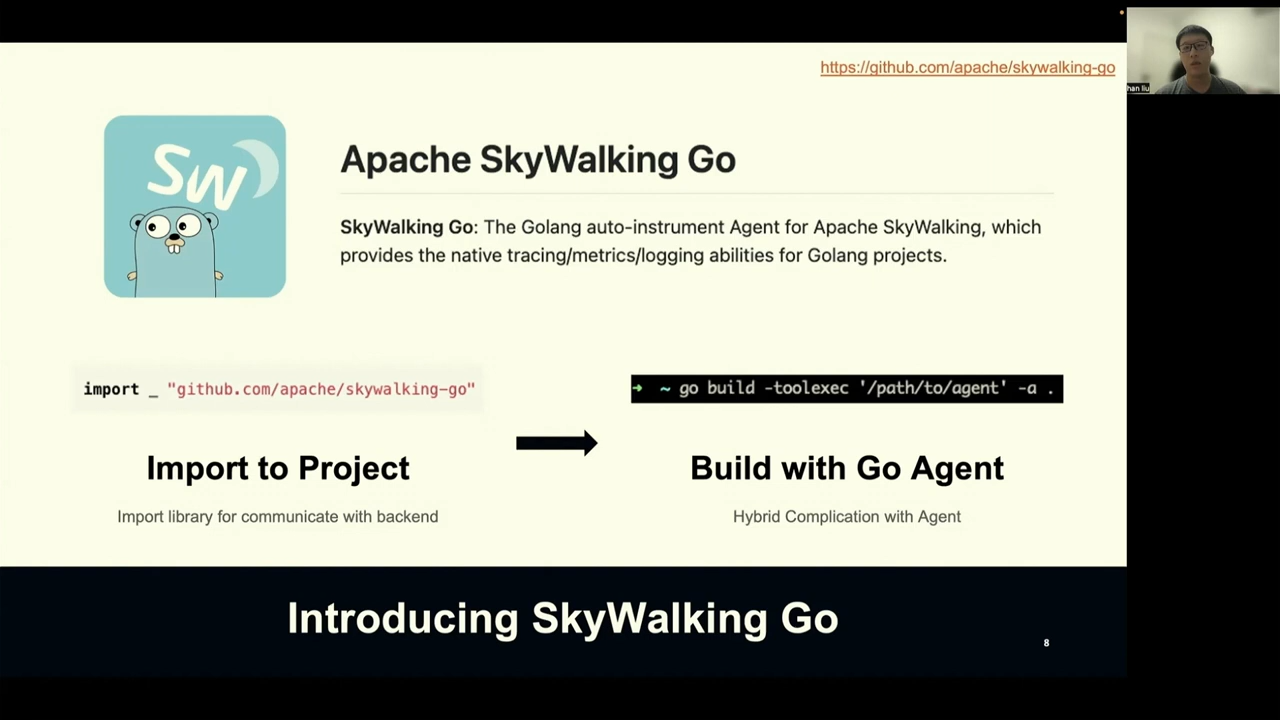 https://github.com/apache/skywalking-go
han liu
SW
Apache SkyWalking Go
SkyWalking Go: The Golang auto-instrument Agent for Apache SkyWalking, which
provides the native tracing/metrics/logging abilities for Golang projects.
import _ "github.com/apache/skywalking-go"
➜ ~ go build -toolexec '/path/to/agent' -a .
Import to Project
Build with Go Agent
Import library for communicate with backend
Hybrid Complication with Agent
Introducing SkyWalking Go
8